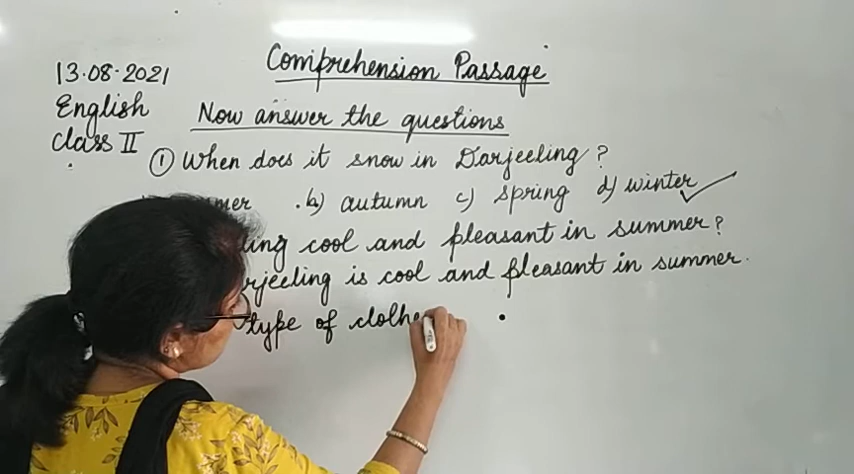 Comprehension Passage
13.08.2021
English
Class II
Now answer the questions
① When does it snow in Darjeeling?
b) autumn c) spring d) winter ✓
cool and pleasant in summer?
is cool and pleasant in summer.
type of